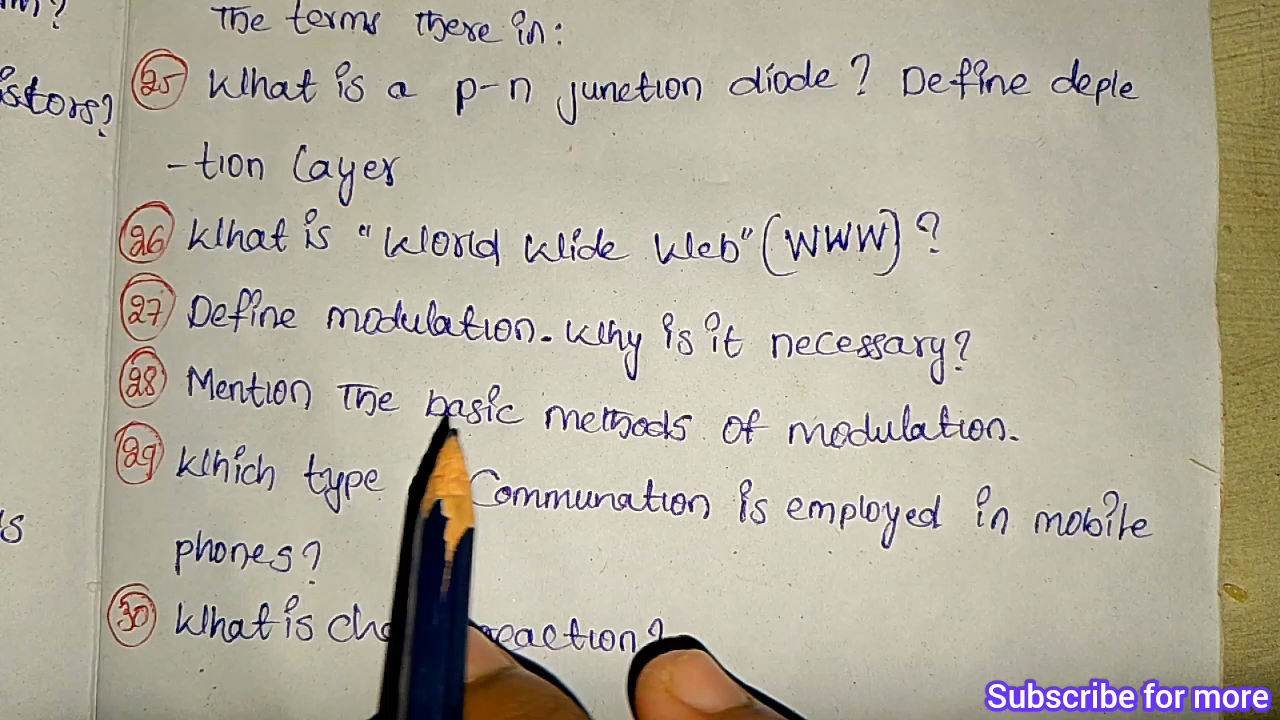 The terms there in:
istors?
25 What is a p-n junction diode? Define deple
-tion layer
26 What is "World Wide Web" (WWW)?
27 Define modulation. Why is it necessary?
28 Mention the basic methods of modulation.
29 Which type Communation is employed in mobile
phones?
30 What is reaction?
Subscribe for more